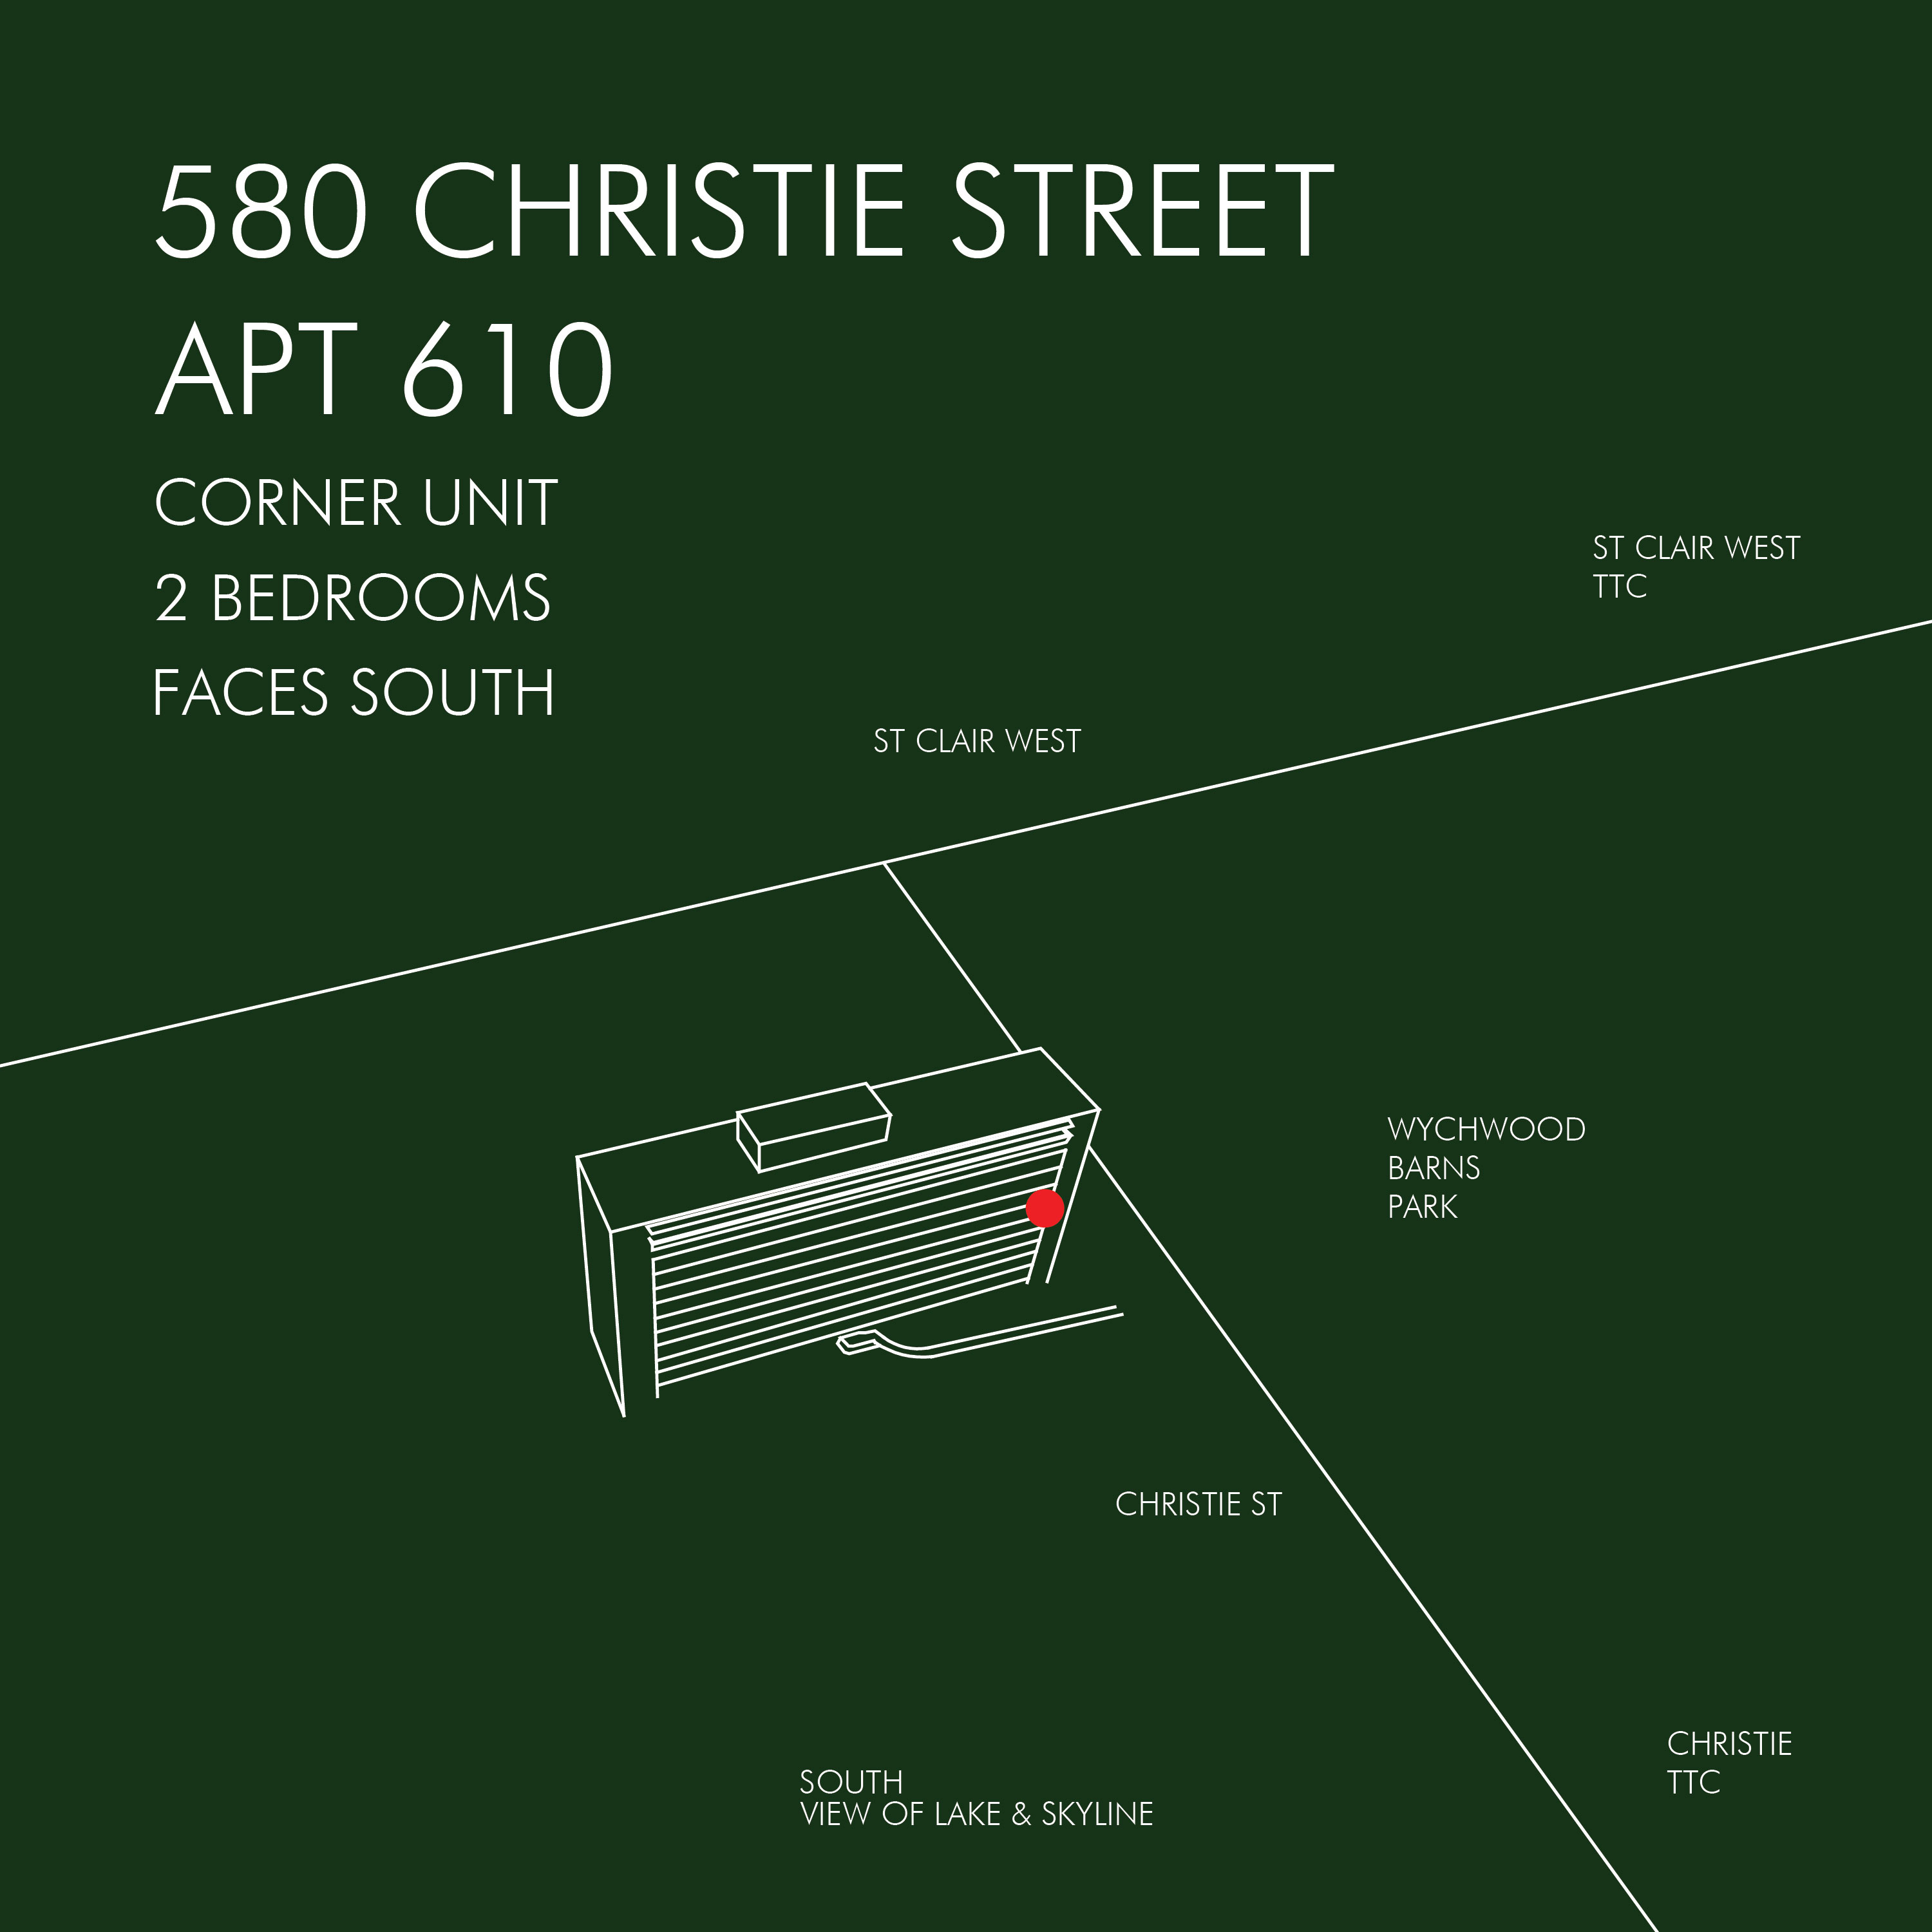 580 CHRISTIE STREET
APT 610
CORNER UNIT
2 BEDROOMS
FACES SOUTH
ST CLAIR WEST
TTC
ST CLAIR WEST
WYCHWOOD
BARNS
PARK
CHRISTIE ST
CHRISTIE
TTC
SOUTH
VIEW OF LAKE & SKYLINE